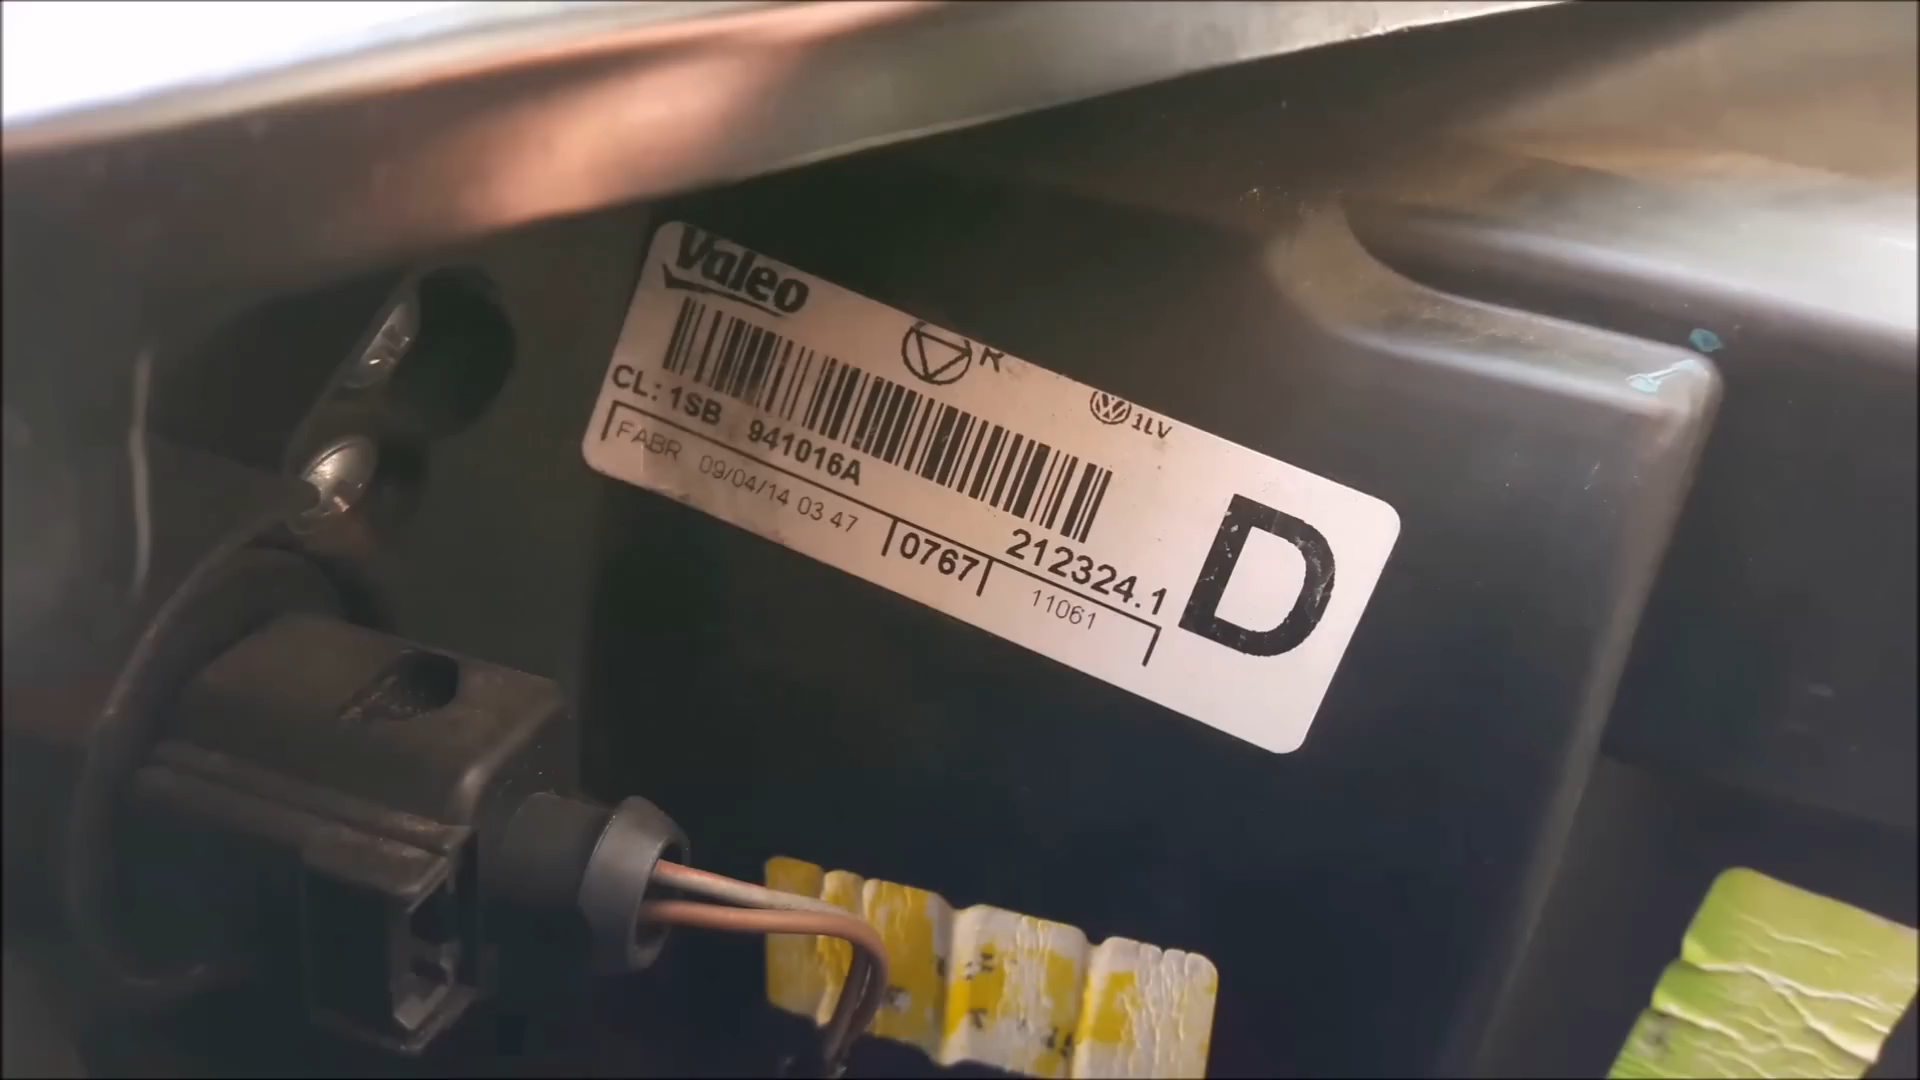 Valeo
R
1LV
CL: 1SB 941016A
212324.1
D
FABR 09/04/14 03 47
0767
11061